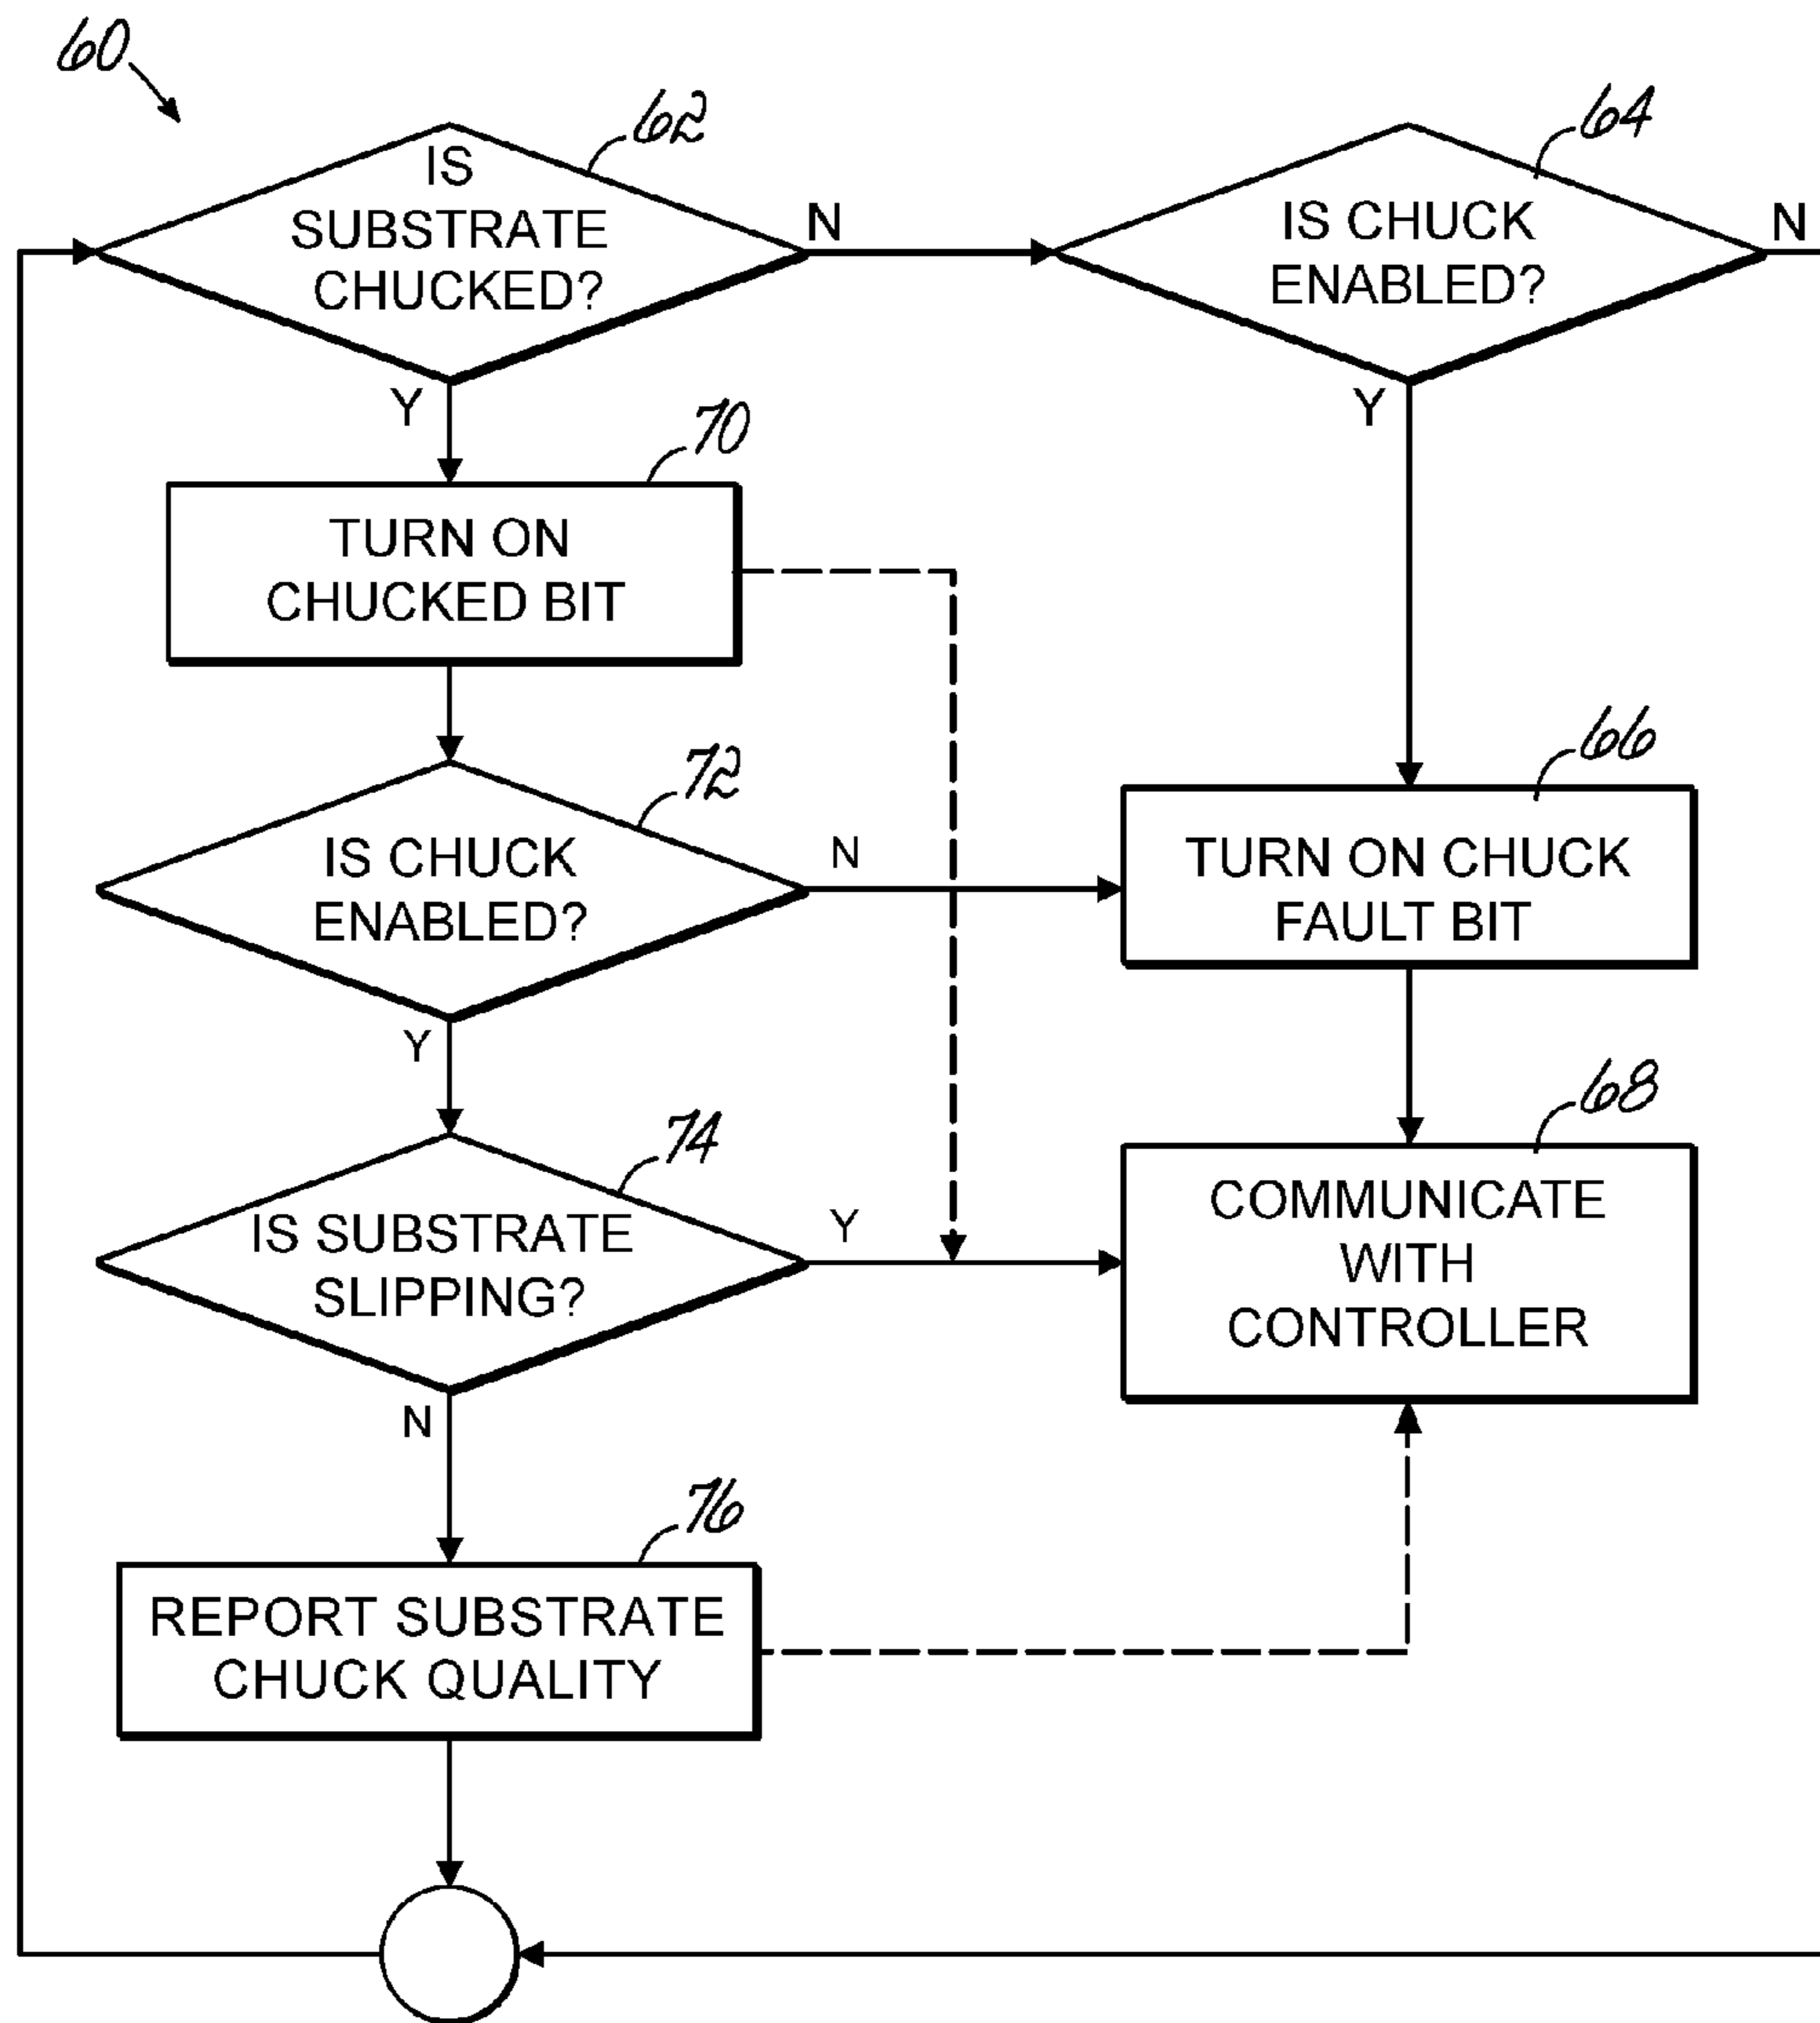 60
62
IS
SUBSTRATE
CHUCKED?
N
Y
64
IS CHUCK
ENABLED?
N
Y
70
TURN ON
CHUCKED BIT
72
IS CHUCK
ENABLED?
N
Y
66
TURN ON CHUCK
FAULT BIT
74
IS SUBSTRATE
SLIPPING?
Y
N
68
COMMUNICATE
WITH
CONTROLLER
76
REPORT SUBSTRATE
CHUCK QUALITY